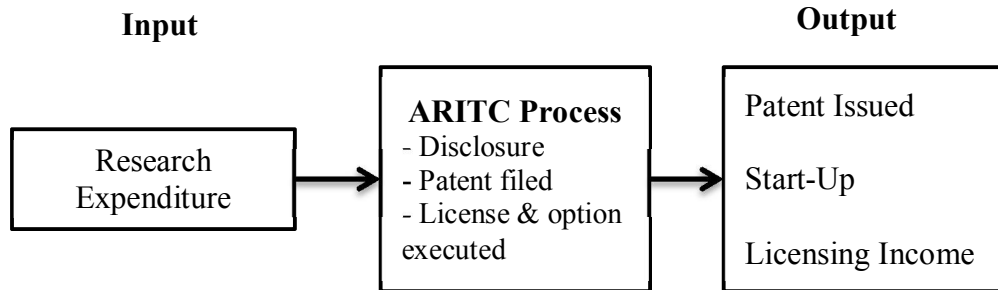 Input
Output
Research
Expenditure
ARITC Process
- Disclosure
- Patent filed
- License & option
executed
Patent Issued
Start-Up
Licensing Income